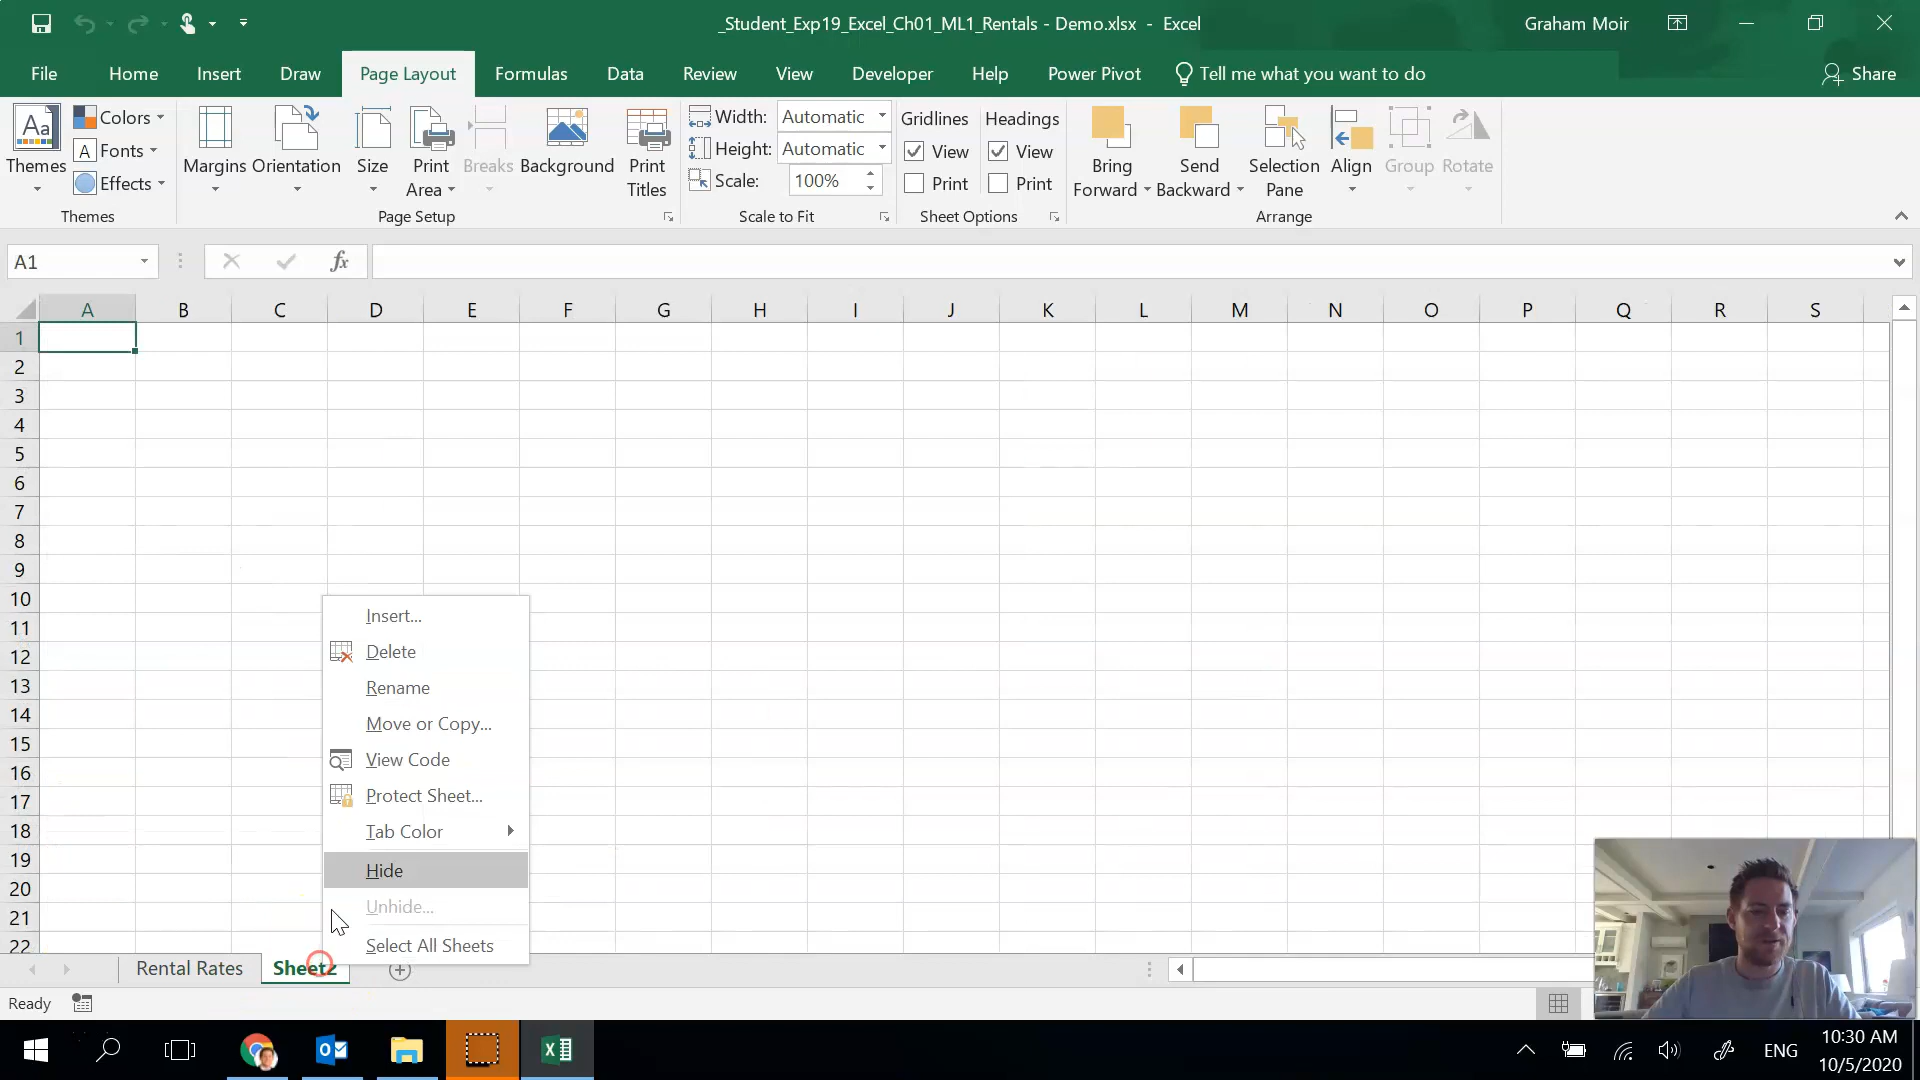 _Student_Exp19_Excel_Ch01_ML1_Rentals - Demo.xlsx - Excel
Graham Moir
File Home Insert Draw Page Layout Formulas Data Review View Developer Help Power Pivot Tell me what you want to do Share
Aa
Themes
Colors
A Fonts
Effects
Themes
Margins Orientation Size Print Area Breaks Background Print Titles
Page Setup
Width: Automatic
Height: Automatic
Scale: 100%
Scale to Fit
Gridlines Headings
View View
Print Print
Sheet Options
Bring Forward Send Backward Selection Pane Align Group Rotate
Arrange
A1
fx
A B C D E F G H I J K L M N O P Q R S
1
2
3
4
5
6
7
8
9
10
11
12
13
14
15
16
17
18
19
20
21
22
Insert...
Delete
Rename
Move or Copy...
View Code
Protect Sheet...
Tab Color
Hide
Unhide...
Select All Sheets
Rental Rates Sheet2
Ready
ENG
10:30 AM
10/5/2020